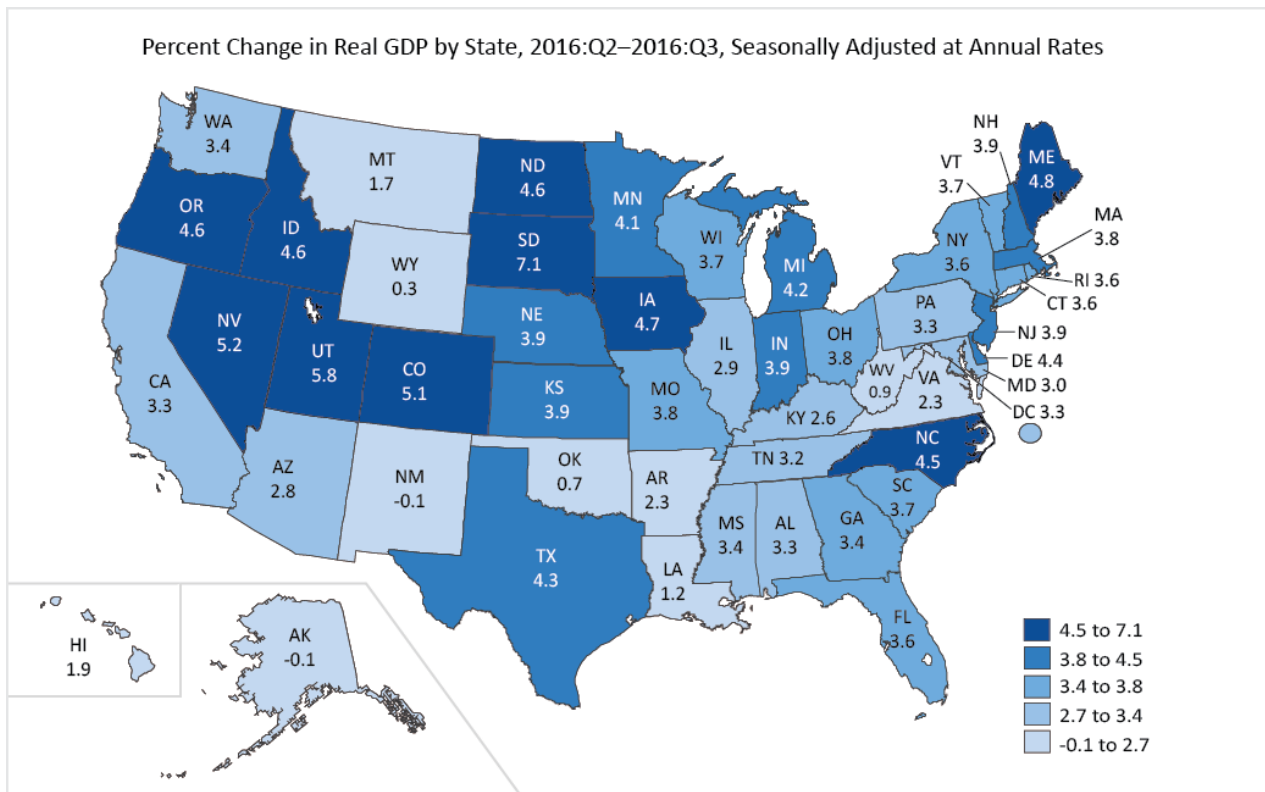 Percent Change in Real GDP by State, 2016:Q2–2016:Q3, Seasonally Adjusted at Annual Rates
WA
3.4
MT
1.7
ND
4.6
MN
4.1
NH
3.9
ME
4.8
VT
3.7
OR
4.6
ID
4.6
SD
7.1
WI
3.7
MI
4.2
NY
3.6
MA
3.8
WY
0.3
RI 3.6
CT 3.6
NV
5.2
UT
5.8
CO
5.1
NE
3.9
IA
4.7
IL
2.9
IN
3.9
OH
3.8
PA
3.3
NJ 3.9
DE 4.4
MD 3.0
DC 3.3
CA
3.3
KS
3.9
MO
3.8
WV
0.9
VA
2.3
KY 2.6
NC
4.5
TN 3.2
AZ
2.8
NM
-0.1
OK
0.7
AR
2.3
SC
3.7
MS
3.4
AL
3.3
GA
3.4
TX
4.3
LA
1.2
FL
3.6
HI
1.9
AK
-0.1
4.5 to 7.1
3.8 to 4.5
3.4 to 3.8
2.7 to 3.4
-0.1 to 2.7